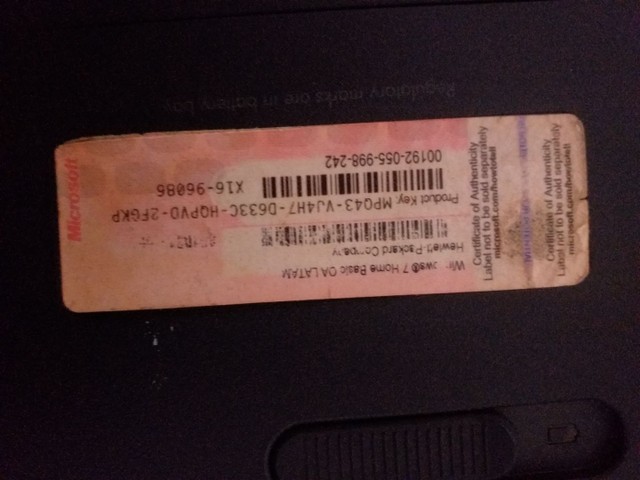 Regulatory marks are in battery bay
7 Home Basic OA LATAM
Hewlett-Packard Company
Product Key: MPQ43-VJ4H7-D633C-HQPVD-2FGKP
X16-96086
00192-055-998-242
Microsoft
Certificate of Authenticity
Label not to be sold separately
microsoft.com/howtotell
Certificate of Authenticity
Label not to be sold separately
microsoft.com/howtotell